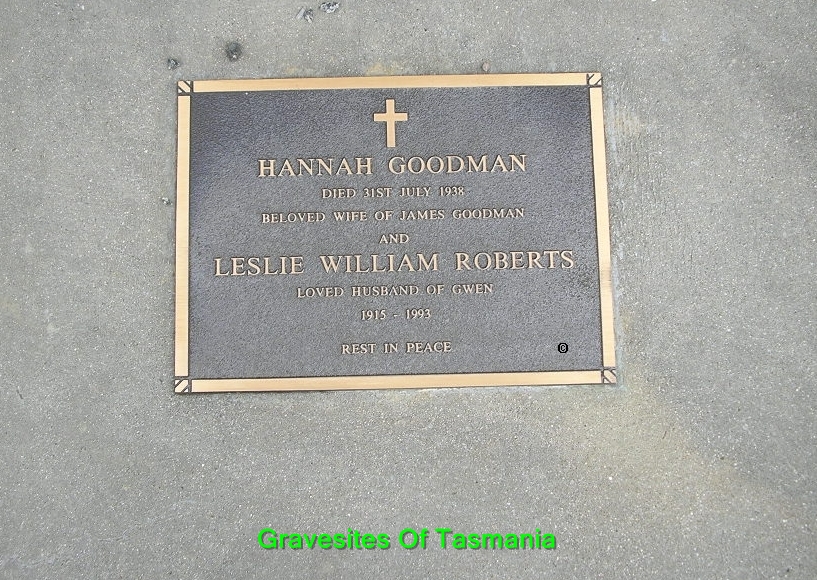 HANNAH GOODMAN
DIED 31ST JULY 1938
BELOVED WIFE OF JAMES GOODMAN
AND
LESLIE WILLIAM ROBERTS
LOVED HUSBAND OF GWEN
1915 - 1993
REST IN PEACE
©
Gravesites Of Tasmania